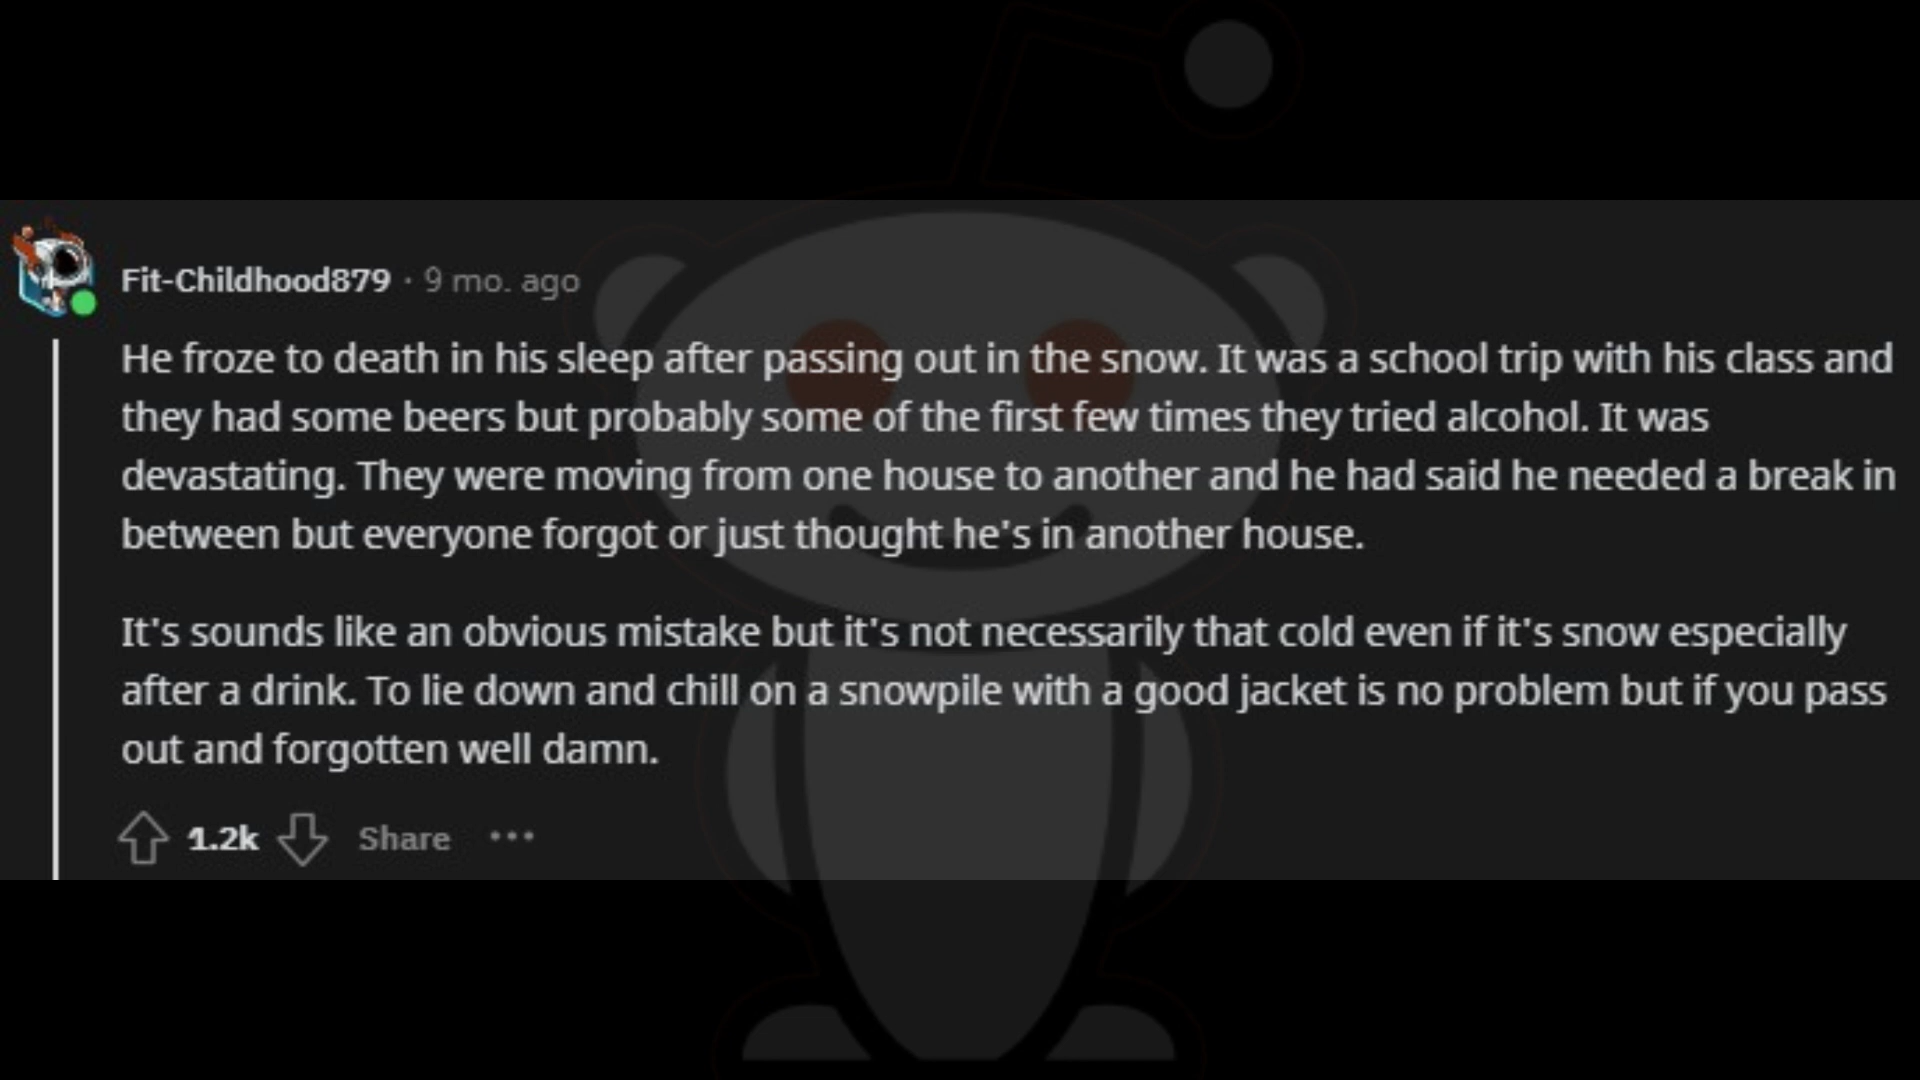 Fit-Childhood879 · 9 mo. ago
He froze to death in his sleep after passing out in the snow. It was a school trip with his class and
they had some beers but probably some of the first few times they tried alcohol. It was
devastating. They were moving from one house to another and he had said he needed a break in
between but everyone forgot or just thought he's in another house.
It's sounds like an obvious mistake but it's not necessarily that cold even if it's snow especially
after a drink. To lie down and chill on a snowpile with a good jacket is no problem but if you pass
out and forgotten well damn.
1.2k Share ···